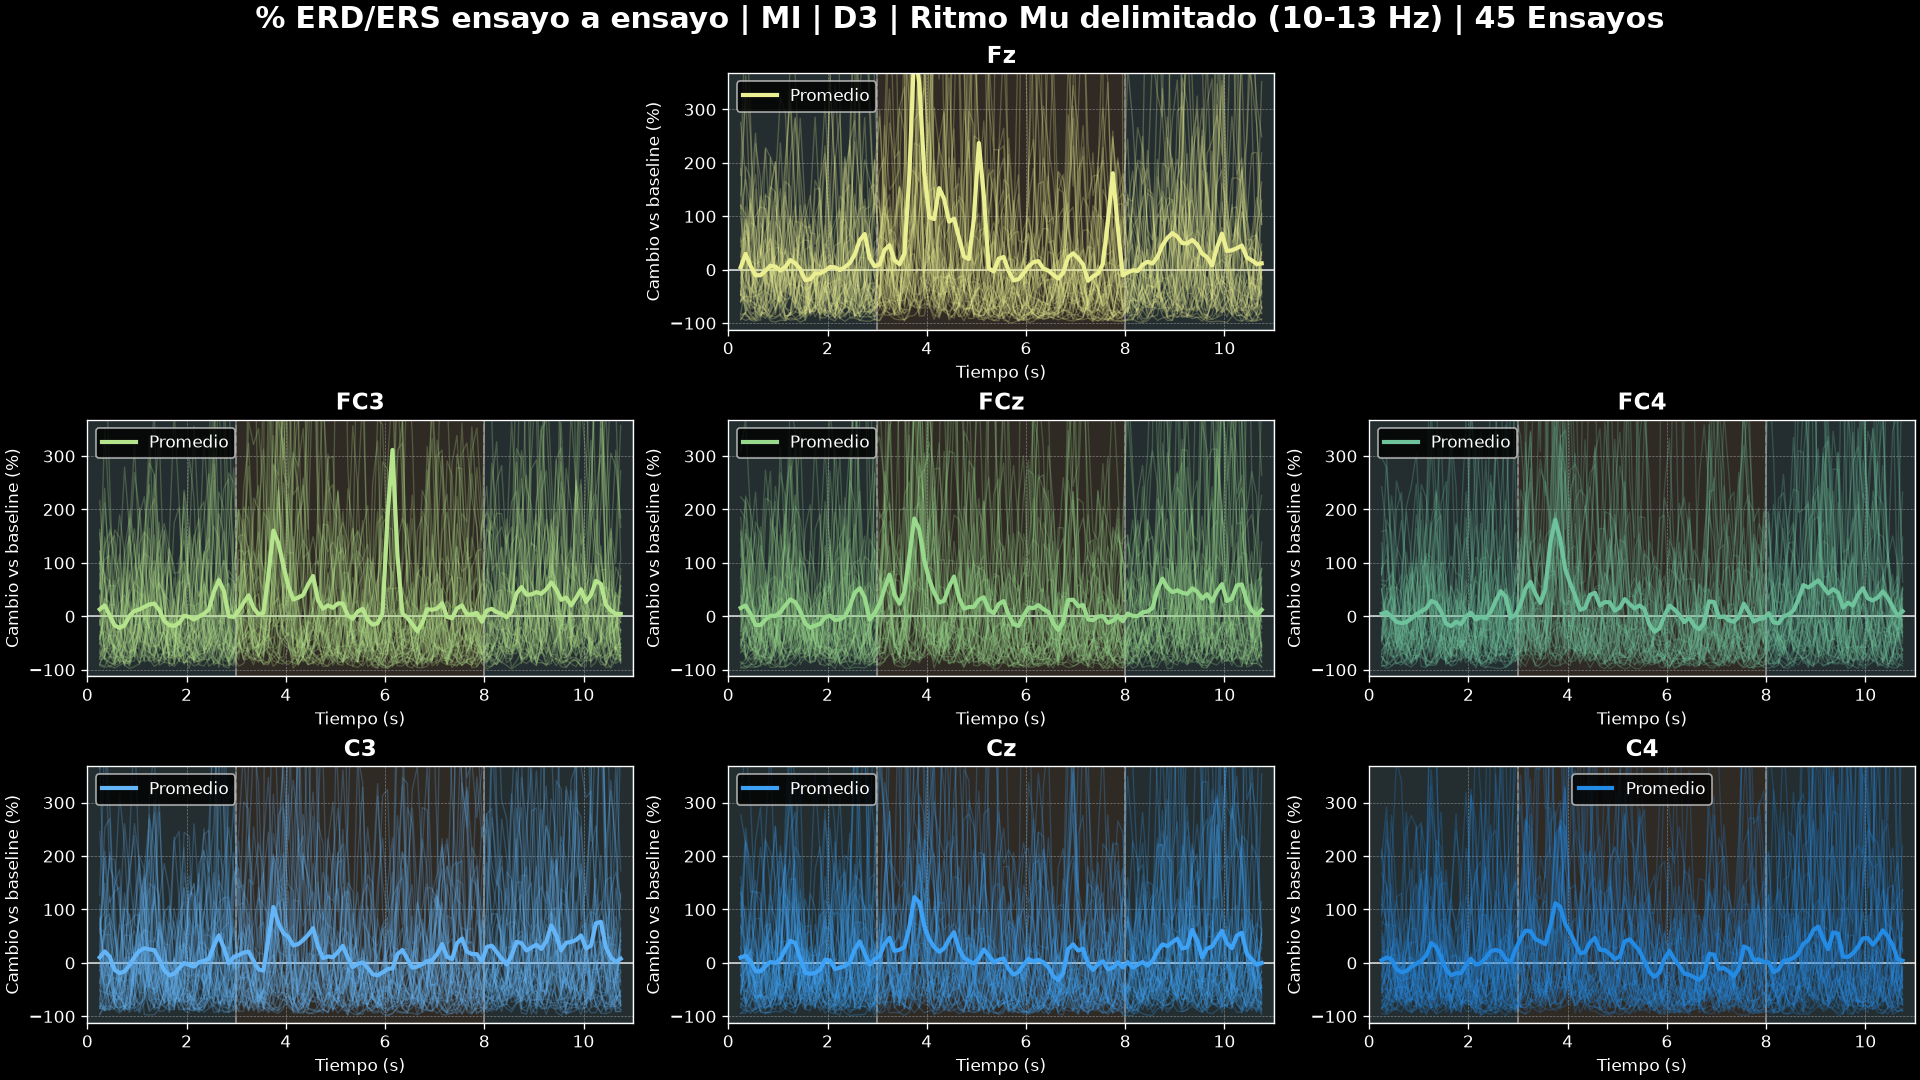 % ERD/ERS ensayo a ensayo | MI | D3 | Ritmo Mu delimitado (10-13 Hz) | 45 Ensayos
Fz
Promedio
Cambio vs baseline (%)
300
200
100
0
−100
0 2 4 6 8 10
Tiempo (s)
FC3
Promedio
Cambio vs baseline (%)
300
200
100
0
−100
0 2 4 6 8 10
Tiempo (s)
FCz
Promedio
Cambio vs baseline (%)
300
200
100
0
−100
0 2 4 6 8 10
Tiempo (s)
FC4
Promedio
Cambio vs baseline (%)
300
200
100
0
−100
0 2 4 6 8 10
Tiempo (s)
C3
Promedio
Cambio vs baseline (%)
300
200
100
0
−100
0 2 4 6 8 10
Tiempo (s)
Cz
Promedio
Cambio vs baseline (%)
300
200
100
0
−100
0 2 4 6 8 10
Tiempo (s)
C4
Promedio
Cambio vs baseline (%)
300
200
100
0
−100
0 2 4 6 8 10
Tiempo (s)